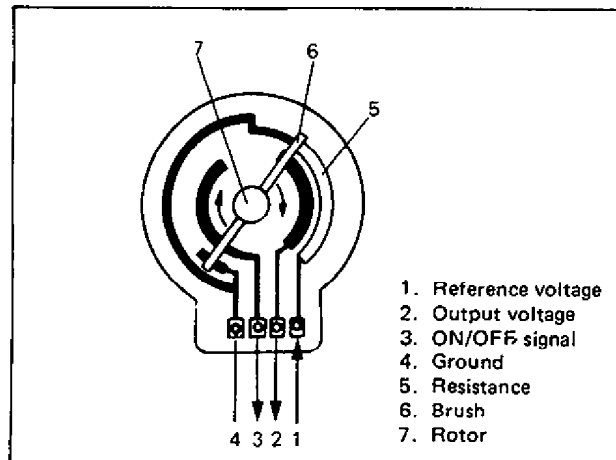 7
6
5
4 3 2 1
1. Reference voltage
2. Output voltage
3. ON/OFF signal
4. Ground
5. Resistance
6. Brush
7. Rotor